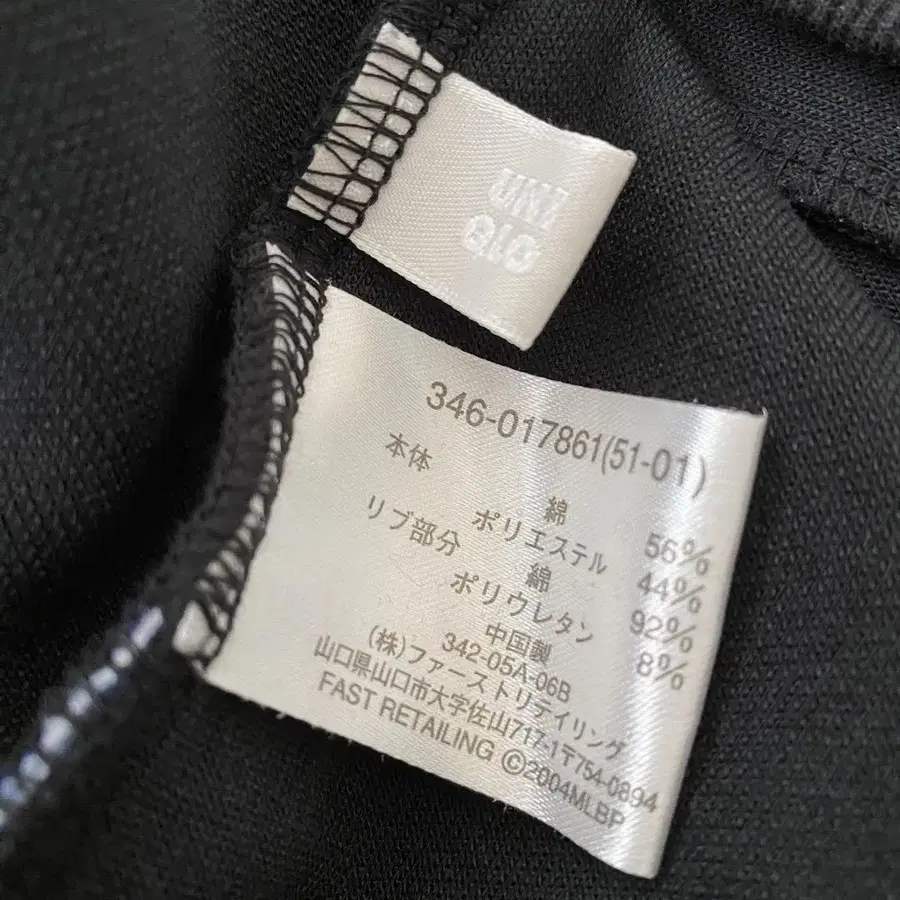 UNI
QLO
346-017861(51-01)
本体
綿 56%
ポリエステル 44%
リブ部分
綿 92%
ポリウレタン 8%
中国製
342-05A-06B
(株)ファーストリテイリング
山口県山口市大字佐山717-1〒754-0894
FAST RETAILING ©2004MLBP